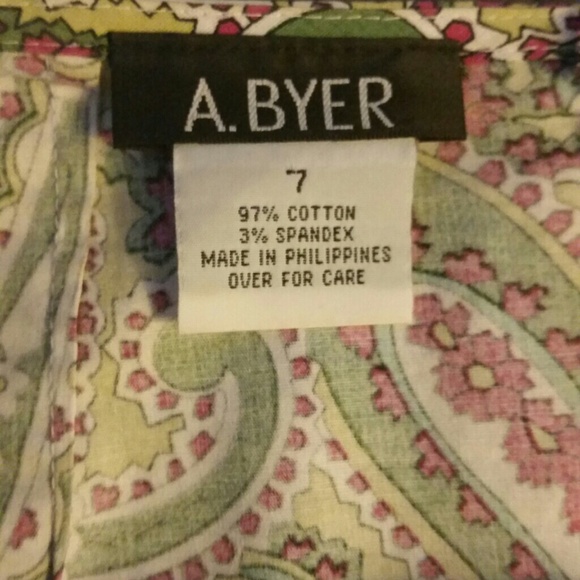 A.BYER
7
97% COTTON
3% SPANDEX
MADE IN PHILIPPINES
OVER FOR CARE